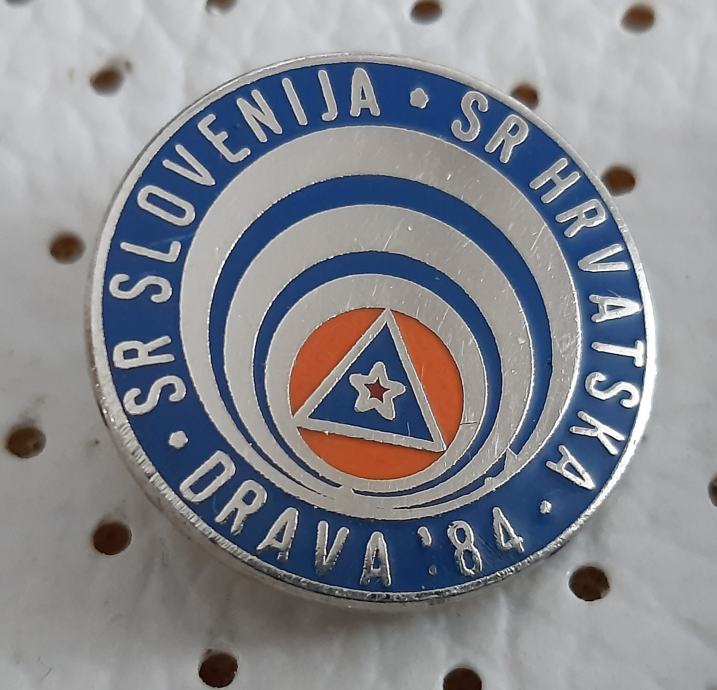 SR SLOVENIJA • SR HRVATSKA •
DRAVA '84 •